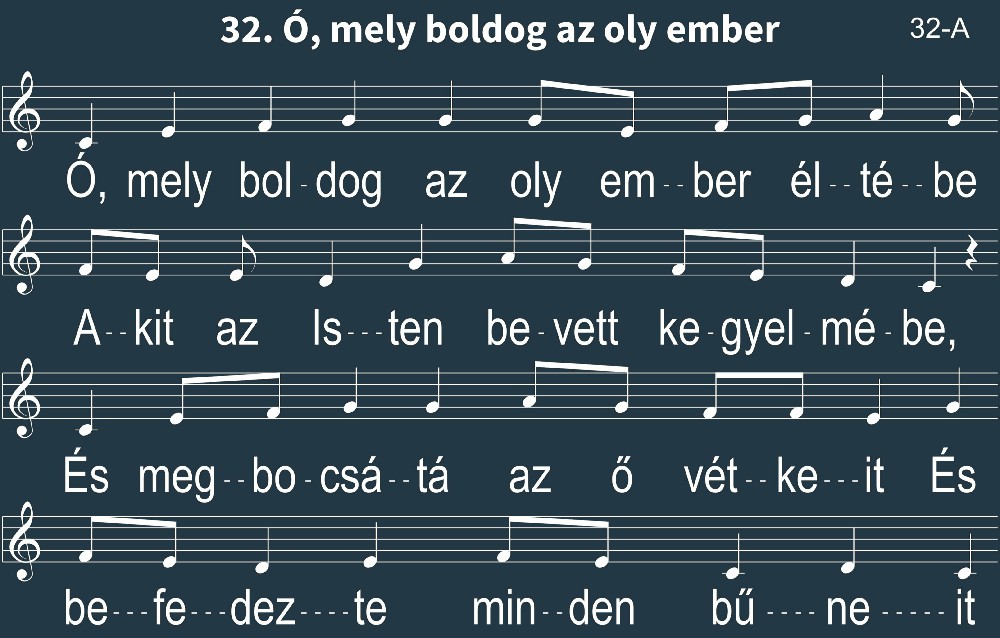 32. Ó, mely boldog az oly ember 32-A
Ó, mely bol - dog az oly em - - ber él - - té - - be
A - - kit az Is - - - ten be - vett ke - gyel - mé - be,
És meg - - bo - csá - - tá az ő vét - - ke - - - it És
be - - - fe - - - dez - - - - te min - - den bű - - - - ne - - - - - it